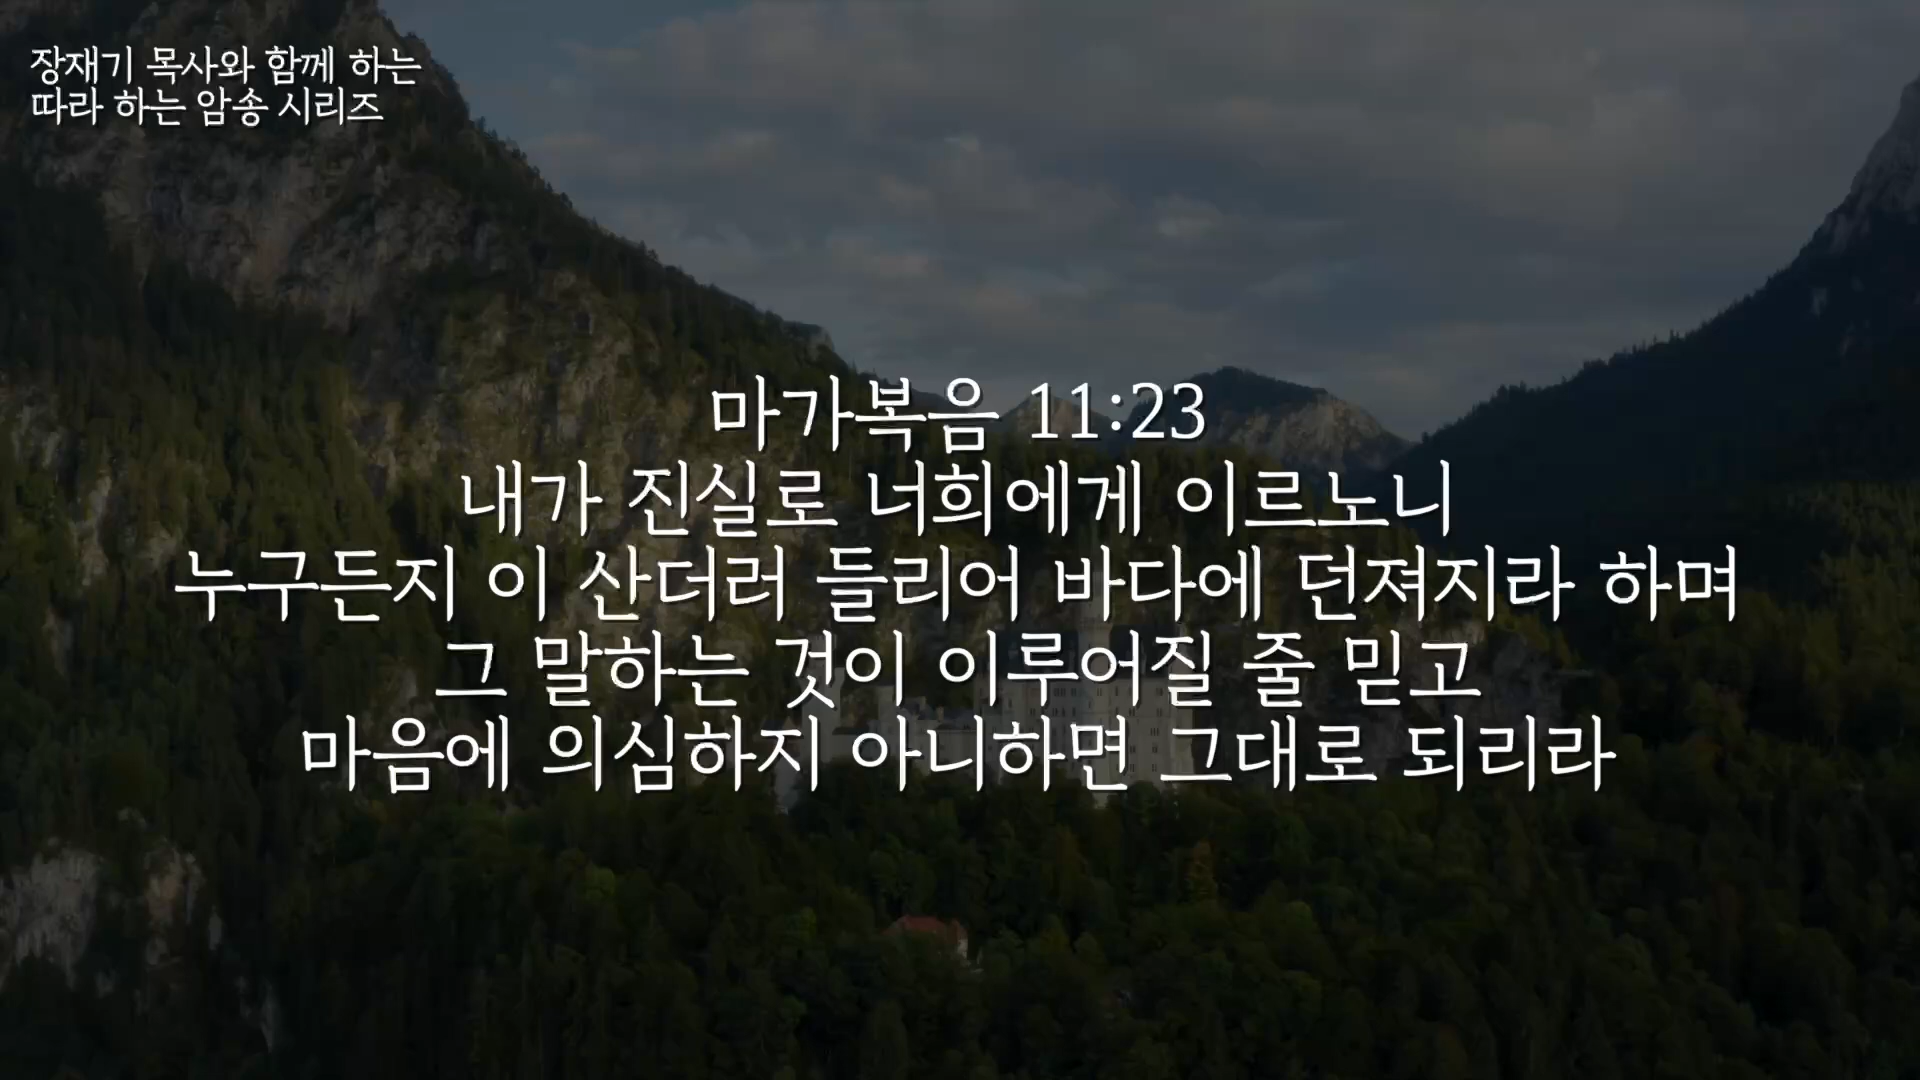 장재기 목사와 함께 하는
따라 하는 암송 시리즈
마가복음 11:23
내가 진실로 너희에게 이르노니
누구든지 이 산더러 들리어 바다에 던져지라 하며
그 말하는 것이 이루어질 줄 믿고
마음에 의심하지 아니하면 그대로 되리라